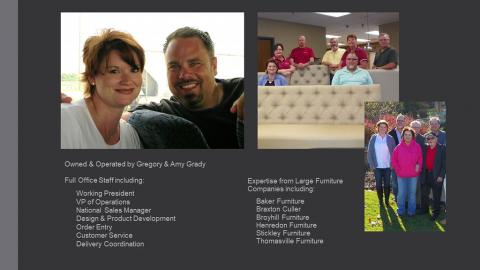 Owned & Operated by Gregory & Amy Grady
Full Office Staff including:
Working President
VP of Operations
National Sales Manager
Design & Product Development
Order Entry
Customer Service
Delivery Coordination
Expertise from Large Furniture
Companies including:
Baker Furniture
Braxton Culler
Broyhill Furniture
Henredon Furniture
Stickley Furniture
Thomasville Furniture